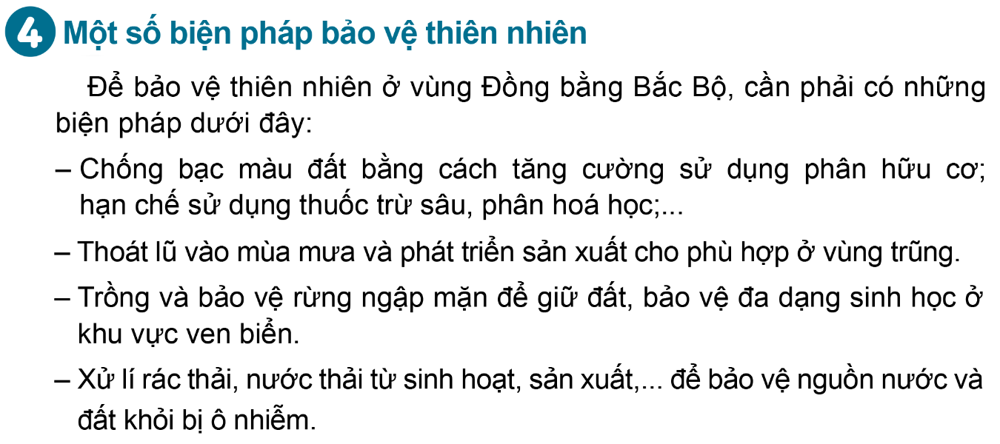 4 Một số biện pháp bảo vệ thiên nhiên
Để bảo vệ thiên nhiên ở vùng Đồng bằng Bắc Bộ, cần phải có những
biện pháp dưới đây:
– Chống bạc màu đất bằng cách tăng cường sử dụng phân hữu cơ;
hạn chế sử dụng thuốc trừ sâu, phân hoá học;...
– Thoát lũ vào mùa mưa và phát triển sản xuất cho phù hợp ở vùng trũng.
– Trồng và bảo vệ rừng ngập mặn để giữ đất, bảo vệ đa dạng sinh học ở
khu vực ven biển.
– Xử lí rác thải, nước thải từ sinh hoạt, sản xuất,... để bảo vệ nguồn nước và
đất khỏi bị ô nhiễm.